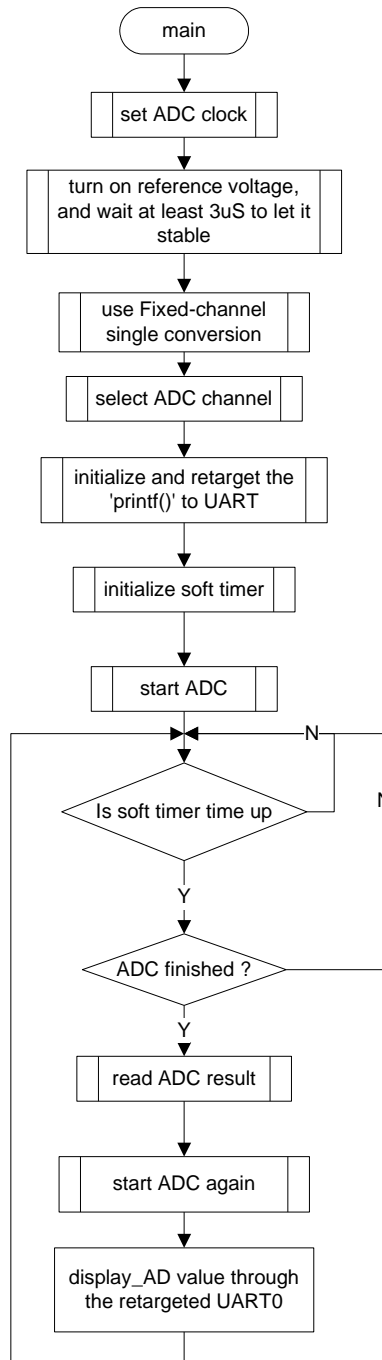 main
set ADC clock
turn on reference voltage,
and wait at least 3uS to let it
stable
use Fixed-channel
single conversion
select ADC channel
initialize and retarget the
'printf()' to UART
initialize soft timer
start ADC
N
Is soft timer time up
N
Y
ADC finished ?
Y
read ADC result
start ADC again
display_AD value through
the retargeted UART0